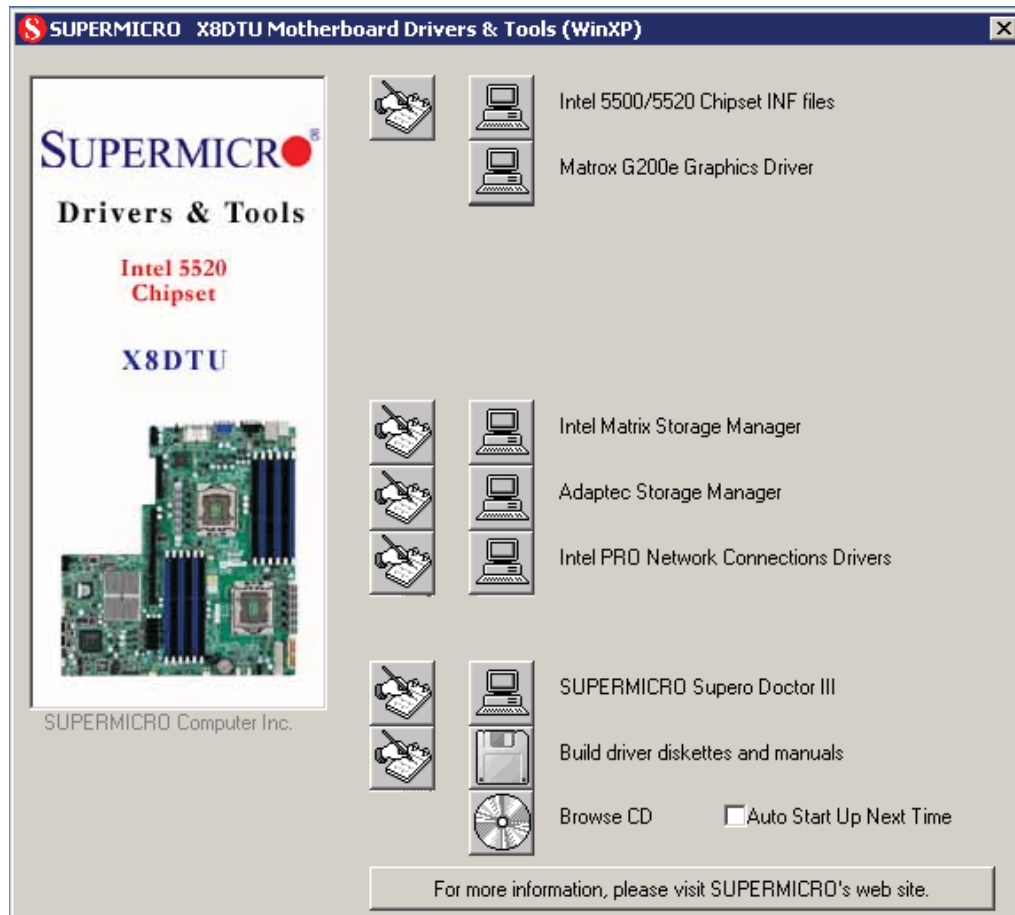 SUPERMICRO X8DTU Motherboard Drivers & Tools (WinXP)
SUPERMICRO®
Drivers & Tools
Intel 5520
Chipset
X8DTU
SUPERMICRO Computer Inc.
Intel 5500/5520 Chipset INF files
Matrox G200e Graphics Driver
Intel Matrix Storage Manager
Adaptec Storage Manager
Intel PRO Network Connections Drivers
SUPERMICRO Supero Doctor III
Build driver diskettes and manuals
Browse CD Auto Start Up Next Time
For more information, please visit SUPERMICRO's web site.